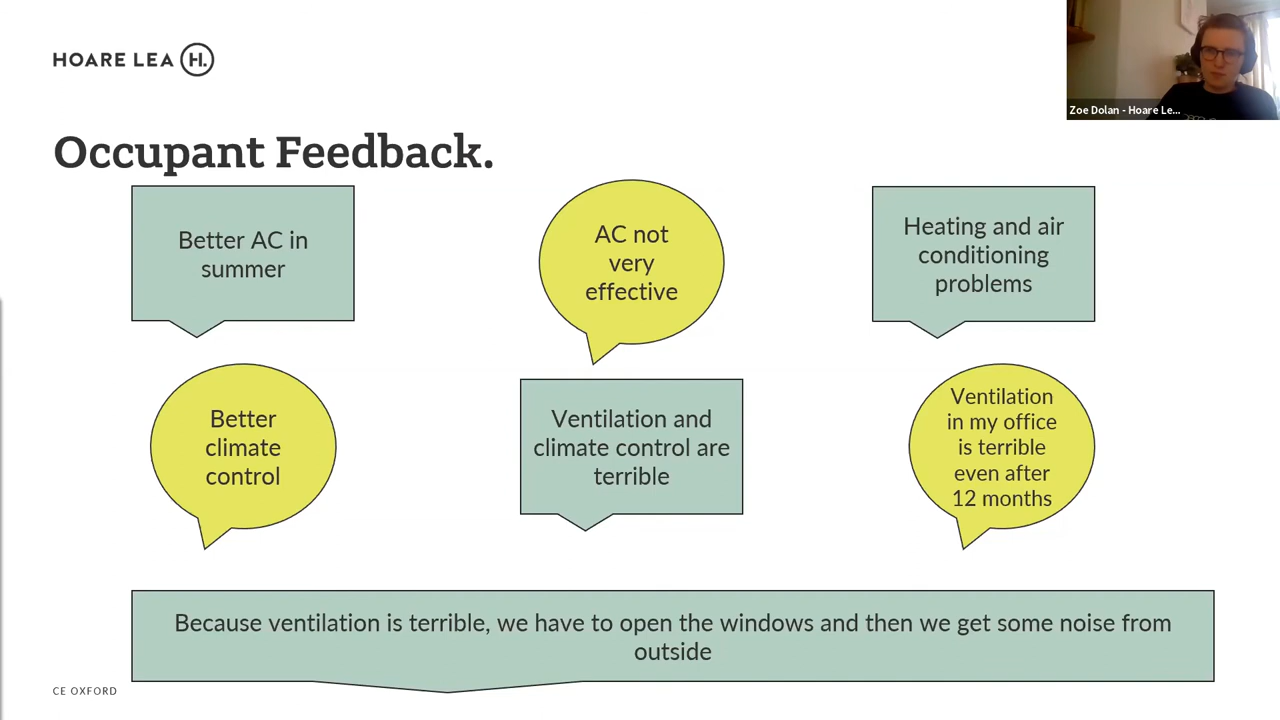 HOARE LEA H.
Zoe Dolan - Hoare Le...
Occupant Feedback.
Better AC in
summer
AC not
very
effective
Heating and air
conditioning
problems
Better
climate
control
Ventilation and
climate control are
terrible
Ventilation
in my office
is terrible
even after
12 months
Because ventilation is terrible, we have to open the windows and then we get some noise from
outside
CE OXFORD